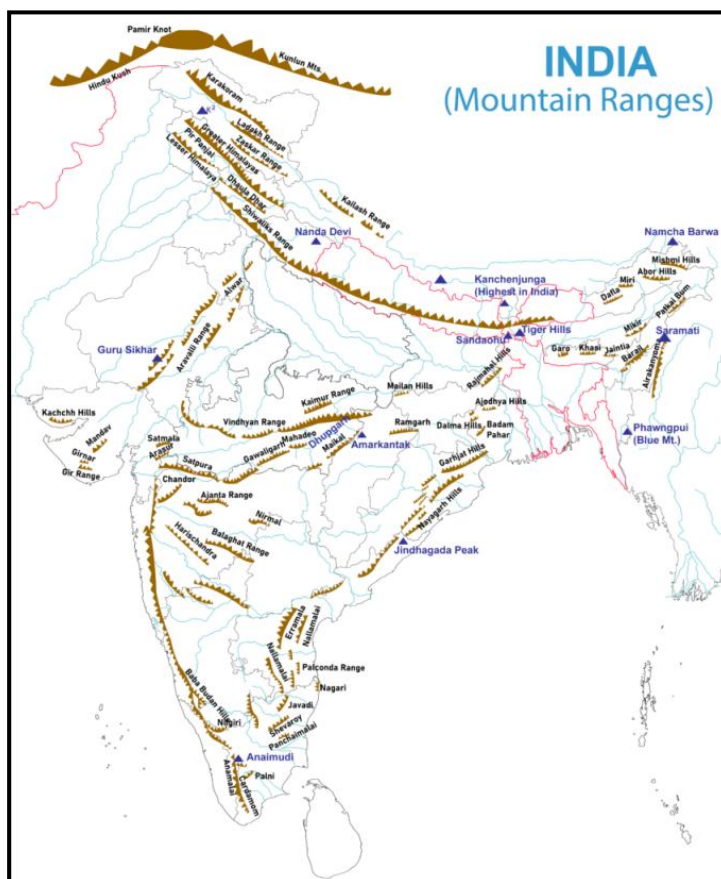 INDIA
(Mountain Ranges)
Pamir Knot
Hindu Kush
Kunlun Mts.
Karakoram
K²
Ladakh Range
Zaskar Range
Greater Himalayas
Pir Panjal
Lesser Himalaya
Dhaula Dhar
Shiwaliks Range
Kailash Range
Nanda Devi
Namcha Barwa
Mishmi Hills
Abor Hills
Miri
Dafla
Patkai Bum
Kanchenjunga
(Highest in India)
Tiger Hills
Sandaohu
Mikir
Saramati
Garo
Khasi
Jaintia
Barail
Airakanyom
Alwar
Aravalli Range
Guru Sikhar
Rajmahal Hills
Mailan Hills
Kaimur Range
Vindhyan Range
Ajodhya Hills
Kachchh Hills
Mandav
Girnar
Gir Range
Satmala
Arapur
Satpura
Gawaligarh
Mahadeo
Dhupgarh
Maikal
Amarkantak
Ramgarh
Dalma Hills
Badam
Pahar
Phawngpui
(Blue Mt.)
Garhjat Hills
Chandor
Ajanta Range
Nirmal
Nayagarh Hills
Harischandra
Balaghat Range
Jindhagada Peak
Erramala
Nallamalai
Nallamalai
Palconda Range
Nagari
Baba Budan Hills
Javadi
Nilgiri
Shevaroy
Panchaimalai
Anaimudi
Palni
Anamalai
Cardamom